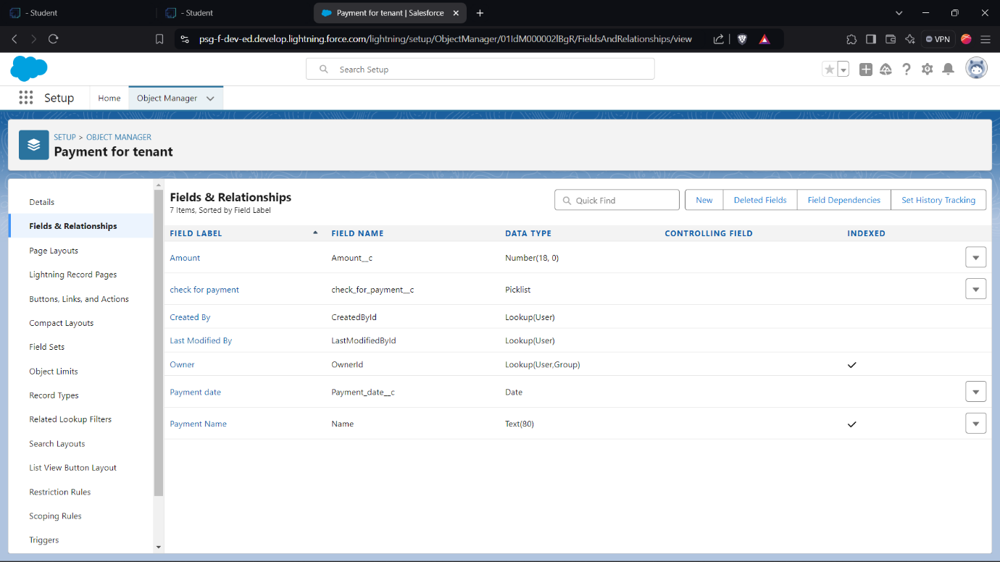 - Student
- Student
Payment for tenant | Salesforce
psg-f-dev-ed.develop.lightning.force.com/lightning/setup/ObjectManager/01IdM000002lBgR/FieldsAndRelationships/view
VPN
Search Setup
Setup
Home
Object Manager
SETUP > OBJECT MANAGER
Payment for tenant
Details
Fields & Relationships
Page Layouts
Lightning Record Pages
Buttons, Links, and Actions
Compact Layouts
Field Sets
Object Limits
Record Types
Related Lookup Filters
Search Layouts
List View Button Layout
Restriction Rules
Scoping Rules
Triggers
Fields & Relationships
7 Items, Sorted by Field Label
Quick Find
New
Deleted Fields
Field Dependencies
Set History Tracking
FIELD LABEL FIELD NAME DATA TYPE CONTROLLING FIELD INDEXED
Amount Amount__c Number(18, 0)
check for payment check_for_payment__c Picklist
Created By CreatedById Lookup(User)
Last Modified By LastModifiedById Lookup(User)
Owner OwnerId Lookup(User,Group)
Payment date Payment_date__c Date
Payment Name Name Text(80)